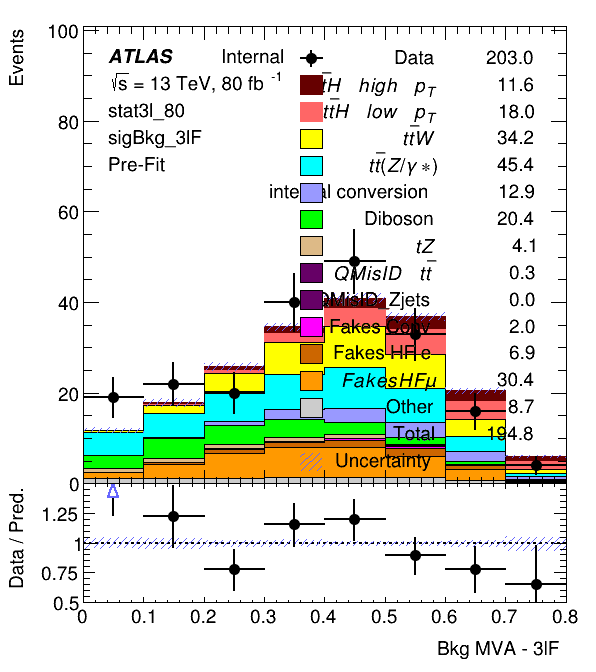 Events
100
80
60
40
20
0
ATLAS Internal
√s = 13 TeV, 80 fb -1
stat3l_80
sigBkg_3lF
Pre-Fit
Data 203.0
tt̅H high pT 11.6
tt̅H low pT 18.0
tt̅W 34.2
tt̅(Z/γ*) 45.4
internal conversion 12.9
Diboson 20.4
tZ 4.1
QMisID tt̅ 0.3
QMisID_Zjets 0.0
Fakes Conv 2.0
Fakes HF e 6.9
FakesHFμ 30.4
Other 8.7
Total 194.8
Uncertainty
Data / Pred.
1.25
1
0.75
0.5
0 0.1 0.2 0.3 0.4 0.5 0.6 0.7 0.8
Bkg MVA - 3lF